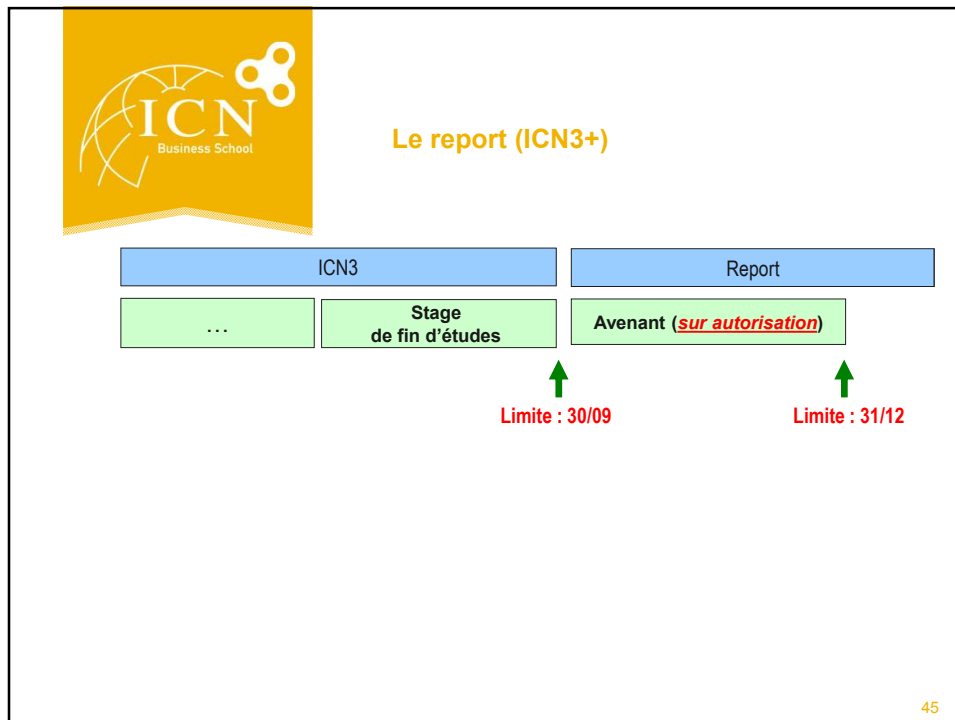 ICN
Business School
Le report (ICN3+)
ICN3
Report
...
Stage
de fin d’études
Avenant (sur autorisation)
Limite : 30/09
Limite : 31/12
45